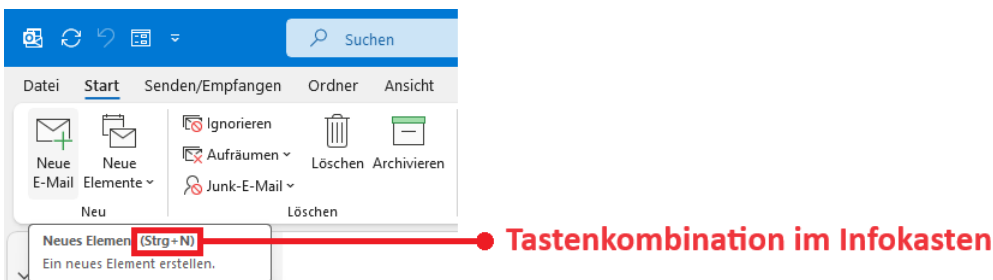 Suchen
Datei Start Senden/Empfangen Ordner Ansicht
Neue E-Mail
Neue Elemente
Ignorieren
Aufräumen
Junk-E-Mail
Löschen
Archivieren
Neu
Löschen
Neues Elemen (Strg+N)
Ein neues Element erstellen.
Tastenkombination im Infokasten